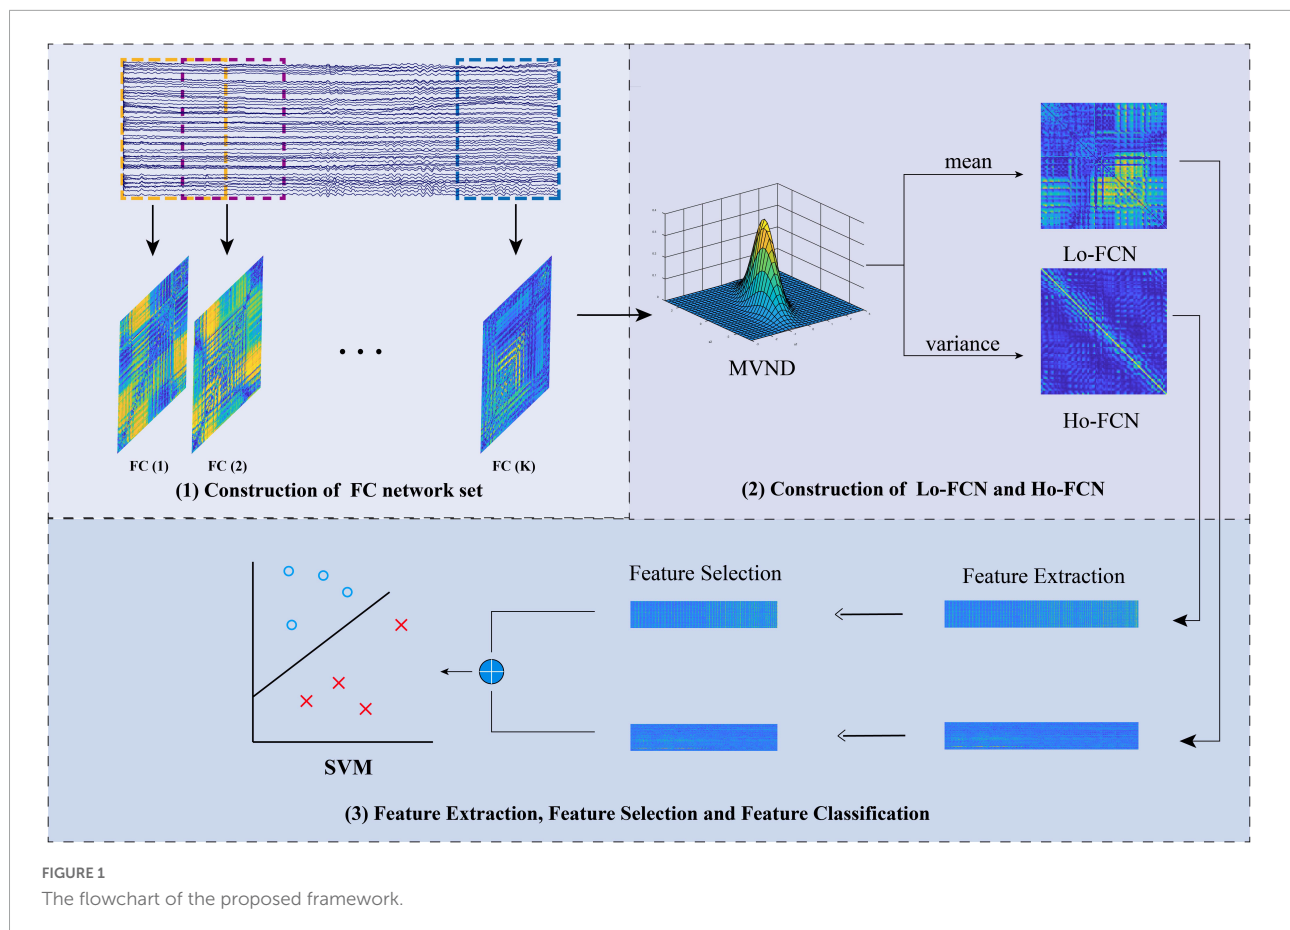 FC (1)
FC (2)
FC (K)
(1) Construction of FC network set
MVND
mean
variance
Lo-FCN
Ho-FCN
(2) Construction of Lo-FCN and Ho-FCN
Feature Selection
Feature Extraction
SVM
(3) Feature Extraction, Feature Selection and Feature Classification
FIGURE 1
The flowchart of the proposed framework.